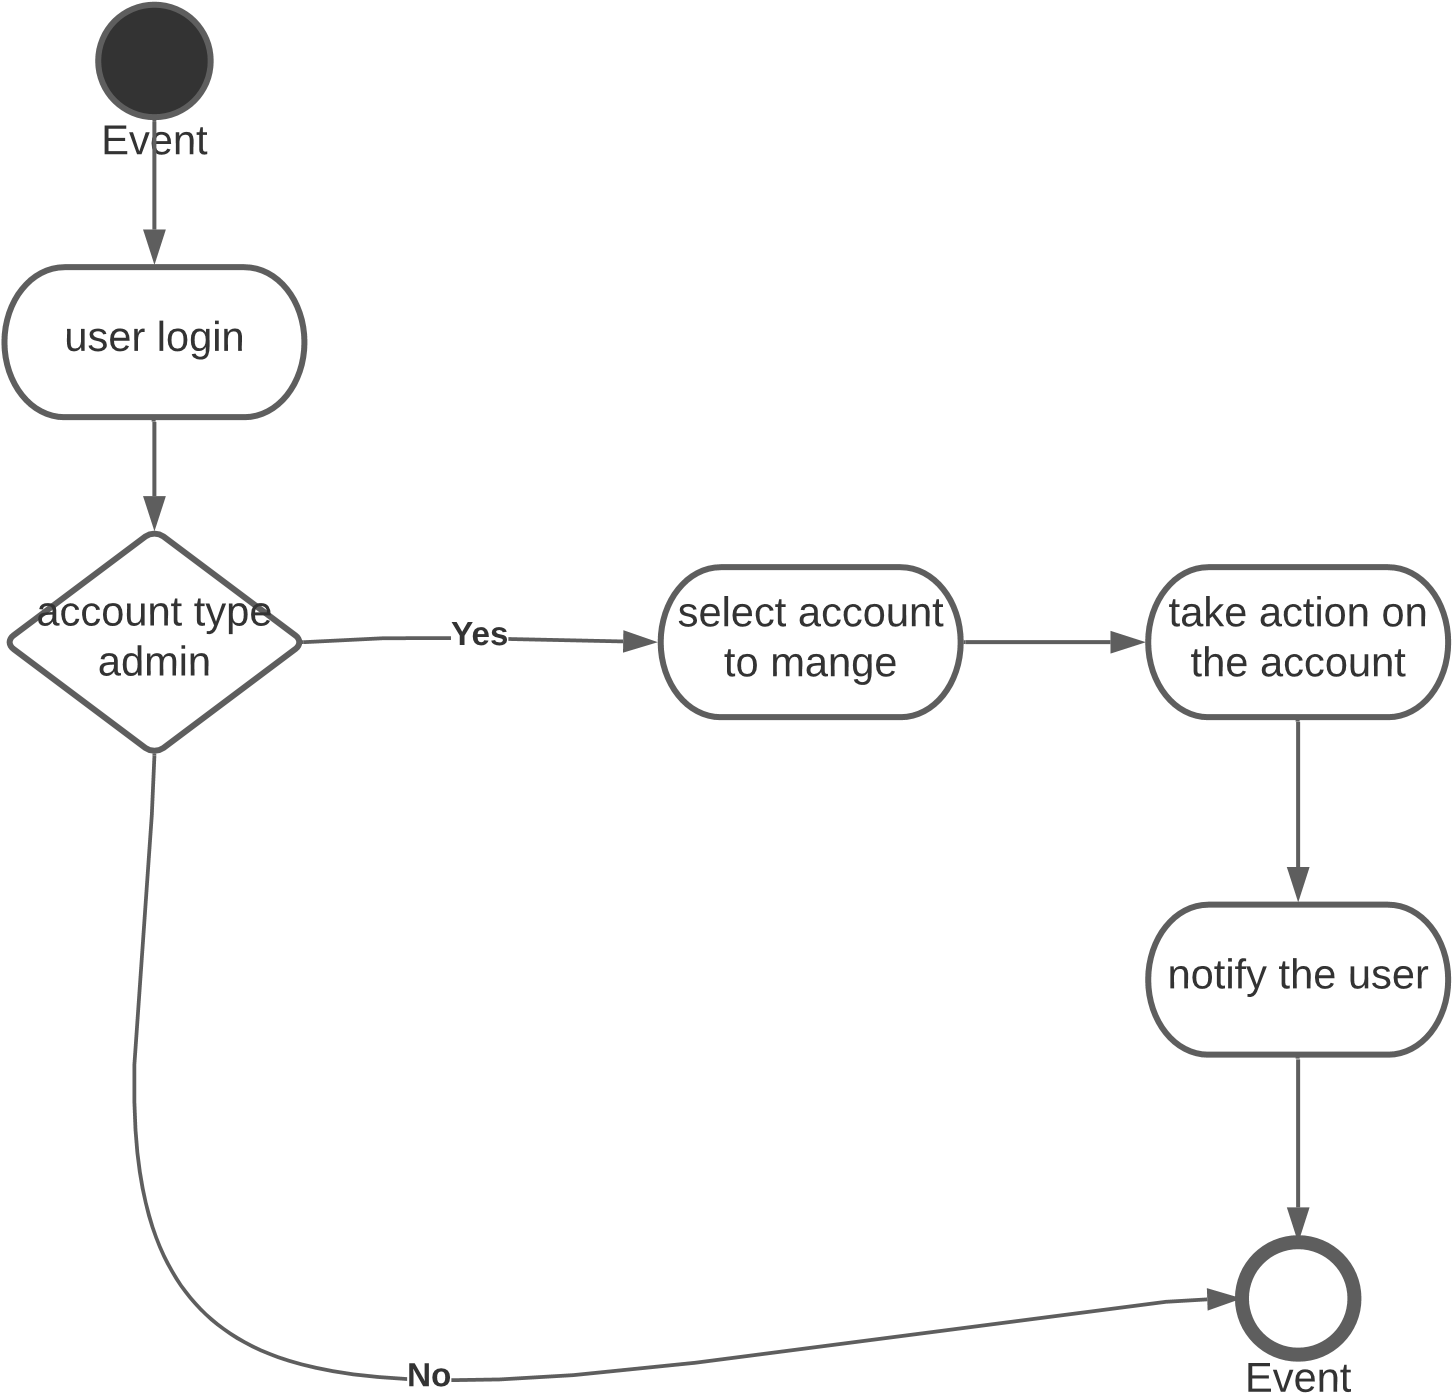 Event
user login
account type
admin
Yes
select account
to mange
take action on
the account
notify the user
No
Event